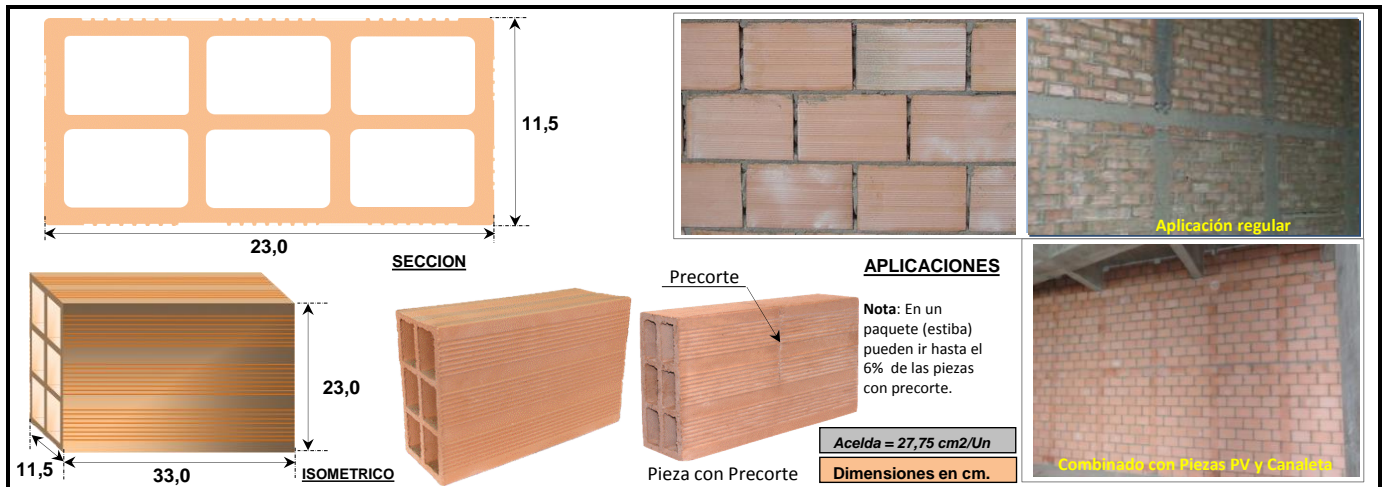 11,5
23,0
SECCION
APLICACIONES
Aplicación regular
Precorte
Nota: En un
paquete (estiba)
pueden ir hasta el
6% de las piezas
con precorte.
23,0
11,5
33,0
ISOMETRICO
Pieza con Precorte
Acelda = 27,75 cm2/Un
Dimensiones en cm.
Combinado con Piezas PV y Canaleta